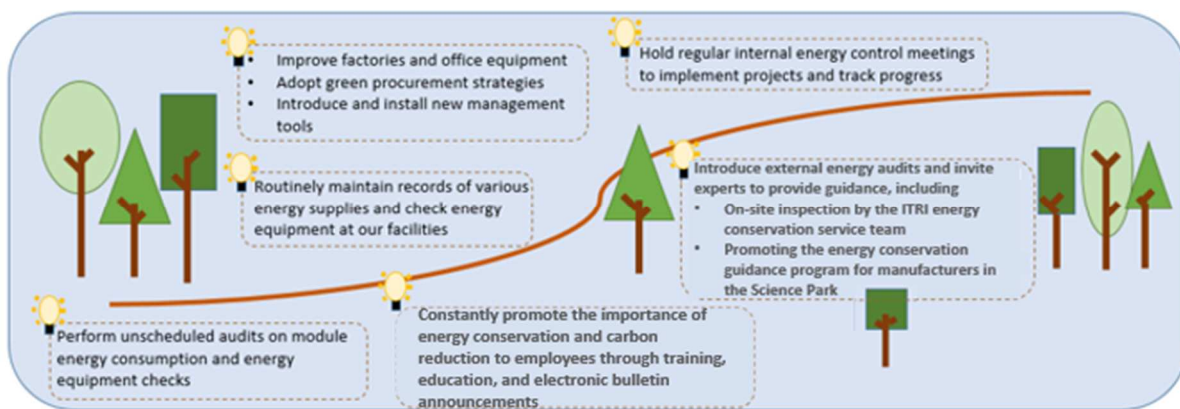 • Improve factories and office equipment
• Adopt green procurement strategies
• Introduce and install new management
tools
Hold regular internal energy control meetings
to implement projects and track progress
Routinely maintain records of various
energy supplies and check energy
equipment at our facilities
Introduce external energy audits and invite
experts to provide guidance, including
• On-site inspection by the ITRI energy
conservation service team
• Promoting the energy conservation
guidance program for manufacturers in
the Science Park
Perform unscheduled audits on module
energy consumption and energy
equipment checks
Constantly promote the importance of
energy conservation and carbon
reduction to employees through training,
education, and electronic bulletin
announcements